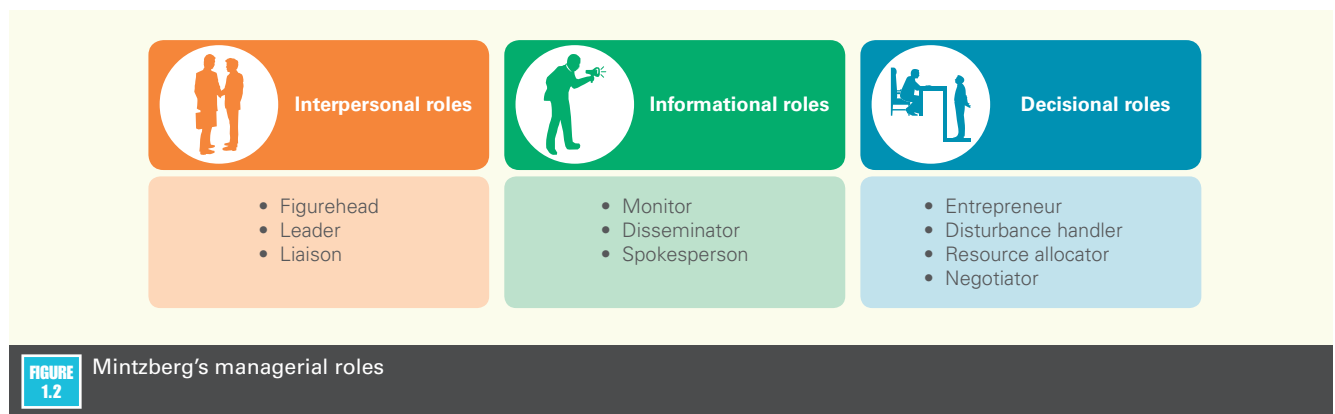 Interpersonal roles
• Figurehead
• Leader
• Liaison
Informational roles
• Monitor
• Disseminator
• Spokesperson
Decisional roles
• Entrepreneur
• Disturbance handler
• Resource allocator
• Negotiator
FIGURE
1.2
Mintzberg’s managerial roles